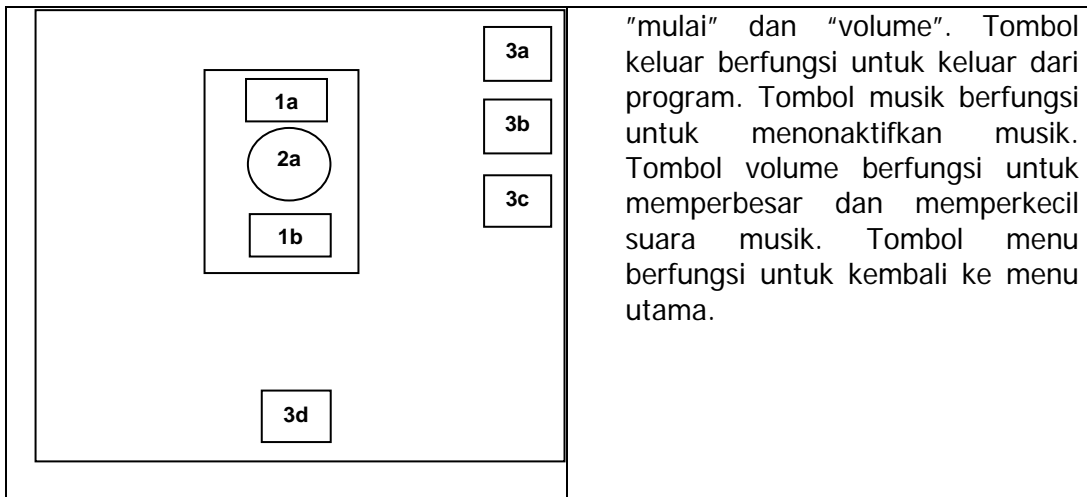 1a
2a
1b
3a
3b
3c
3d
"mulai" dan “volume”. Tombol
keluar berfungsi untuk keluar dari
program. Tombol musik berfungsi
untuk menonaktifkan musik.
Tombol volume berfungsi untuk
memperbesar dan memperkecil
suara musik. Tombol menu
berfungsi untuk kembali ke menu
utama.